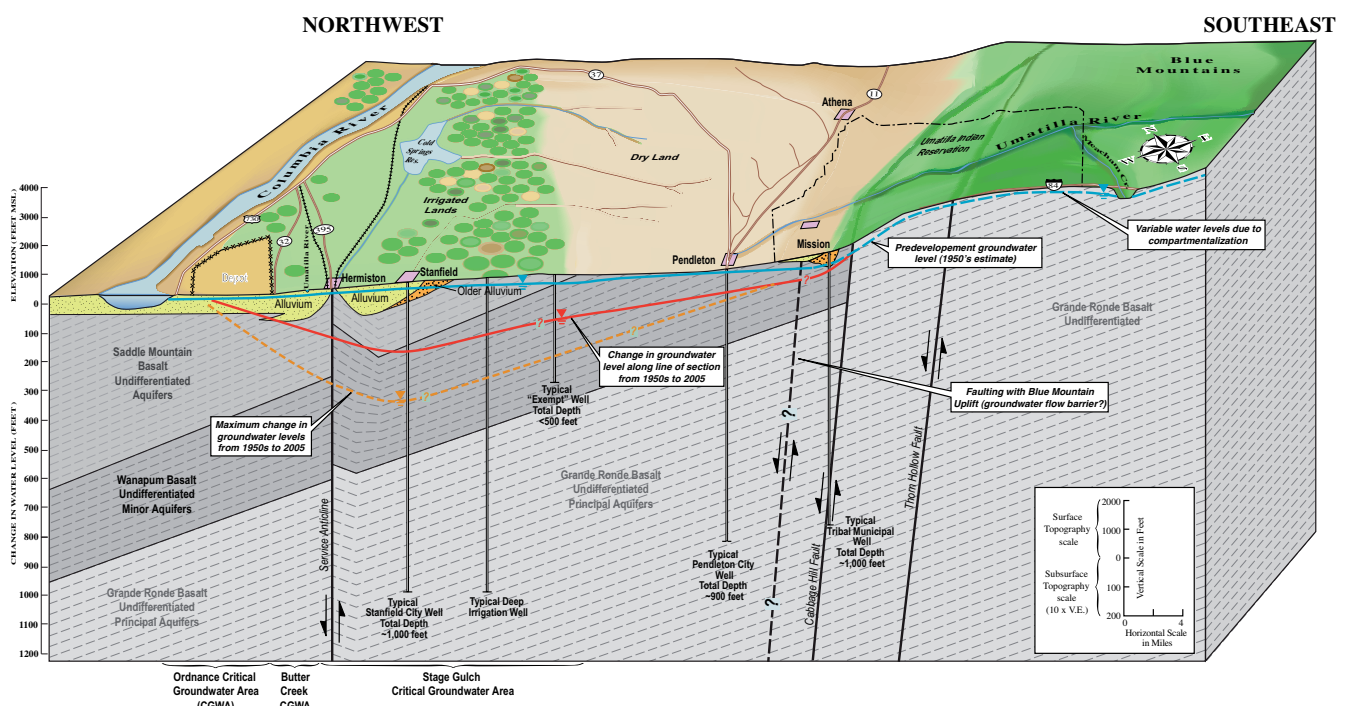 NORTHWEST
SOUTHEAST
Blue
Mountains
37
11
Athena
Columbia River
Cold
Springs
Res.
Dry Land
Umatilla Indian
Reservation
Umatilla River
Meacham Cr.
N
E
W
S
84
730
32
395
Umatilla River
Irrigated
Lands
Depot
Hermiston
Stanfield
Pendleton
Mission
Alluvium
Alluvium
Older Alluvium
ELEVATION (FEET MSL)
4000
3000
2000
1000
0
CHANGE IN WATER LEVEL (FEET)
100
200
300
400
500
600
700
800
900
1000
1100
1200
Variable water levels due to
compartmentalization
Predevelopement groundwater
level (1950's estimate)
Change in groundwater
level along line of section
from 1950s to 2005
Maximum change in
groundwater levels
from 1950s to 2005
Faulting with Blue Mountain
Uplift (groundwater flow barrier?)
Saddle Mountain
Basalt
Undifferentiated
Aquifers
Wanapum Basalt
Undifferentiated
Minor Aquifers
Grande Ronde Basalt
Undifferentiated
Principal Aquifers
Grande Ronde Basalt
Undifferentiated
Principal Aquifers
Grande Ronde Basalt
Undifferentiated
?
?
?
?
?
?
?
Service Anticline
Cabbage Hill Fault
Thorn Hollow Fault
Typical
"Exempt" Well
Total Depth
<500 feet
Typical
Stanfield City Well
Total Depth
~1,000 feet
Typical Deep
Irrigation Well
Typical
Pendleton City
Well
Total Depth
~900 feet
Typical
Tribal Municipal
Well
Total Depth
~1,000 feet
Surface
Topography
scale
Subsurface
Topography
scale
(10 x V.E.)
2000
1000
0
100
200
Vertical Scale in Feet
2
4
Horizontal Scale
in Miles
Ordnance Critical
Groundwater Area
(CGWA)
Butter
Creek
CGWA
Stage Gulch
Critical Groundwater Area